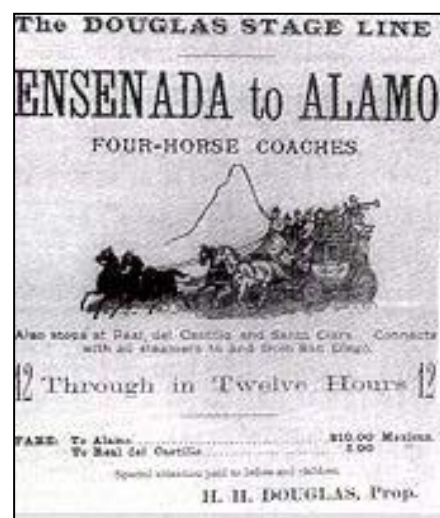 The DOUGLAS STAGE LINE
ENSENADA to ALAMO
FOUR-HORSE COACHES
Also stops at Real del Castillo and Santa Clara. Connects
with all steamers to and from San Diego.
12 Through in Twelve Hours 12
FARE: To Alamo $10.00 Mexican.
To Real del Castillo 5.00 "
Special attention paid to ladies and children.
H. H. DOUGLAS, Prop.